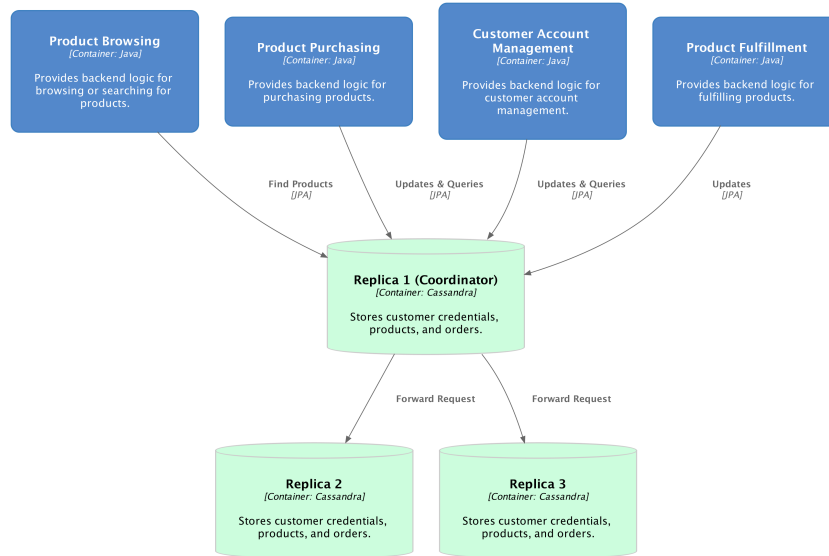 Product Browsing
[Container: Java]
Provides backend logic for
browsing or searching for
products.
Product Purchasing
[Container: Java]
Provides backend logic for
purchasing products.
Customer Account
Management
[Container: Java]
Provides backend logic for
customer account
management.
Product Fulfillment
[Container: Java]
Provides backend logic for
fulfilling products.
Find Products
[JPA]
Updates & Queries
[JPA]
Updates & Queries
[JPA]
Updates
[JPA]
Replica 1 (Coordinator)
[Container: Cassandra]
Stores customer credentials,
products, and orders.
Forward Request
Forward Request
Replica 2
[Container: Cassandra]
Stores customer credentials,
products, and orders.
Replica 3
[Container: Cassandra]
Stores customer credentials,
products, and orders.